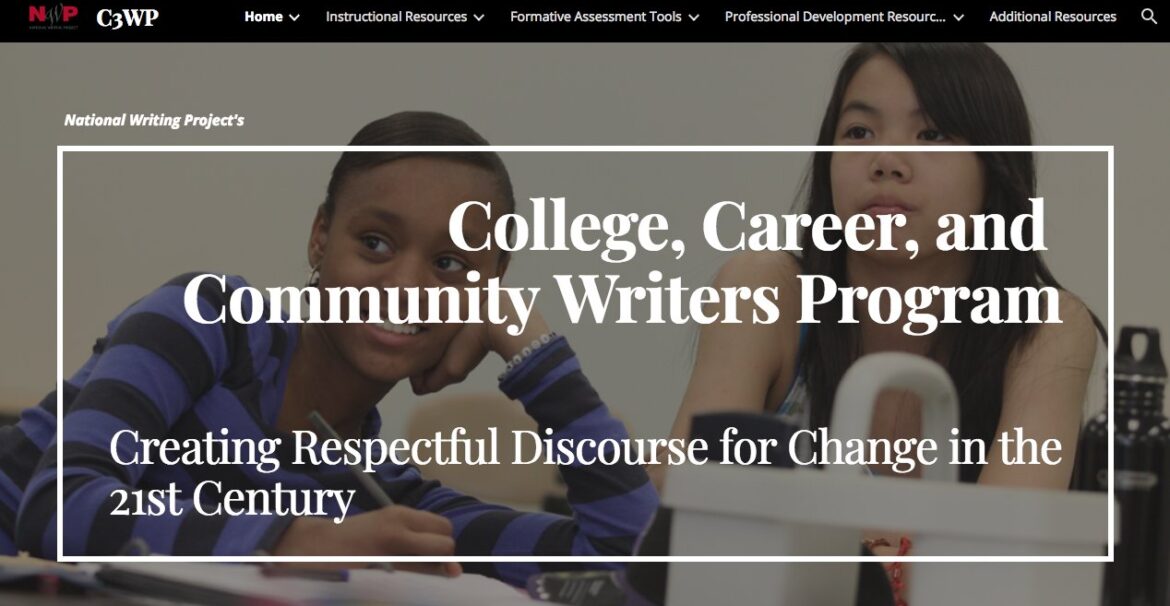 NWP
NATIONAL WRITING PROJECT
C3WP
Home
Instructional Resources
Formative Assessment Tools
Professional Development Resourc...
Additional Resources
National Writing Project's
College, Career, and
Community Writers Program
Creating Respectful Discourse for Change in the
21st Century